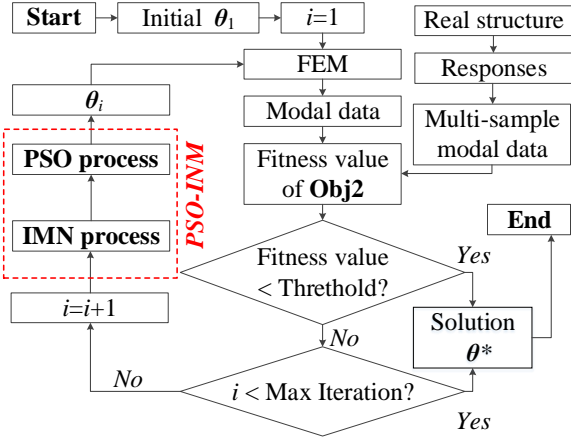 Start
Initial θ₁
i=1
Real structure
FEM
Responses
θᵢ
Modal data
Multi-sample
modal data
PSO process
Fitness value
of Obj2
PSO-INM
IMN process
End
Fitness value
< Threthold?
Yes
i=i+1
Solution
θ*
No
No
i < Max Iteration?
Yes